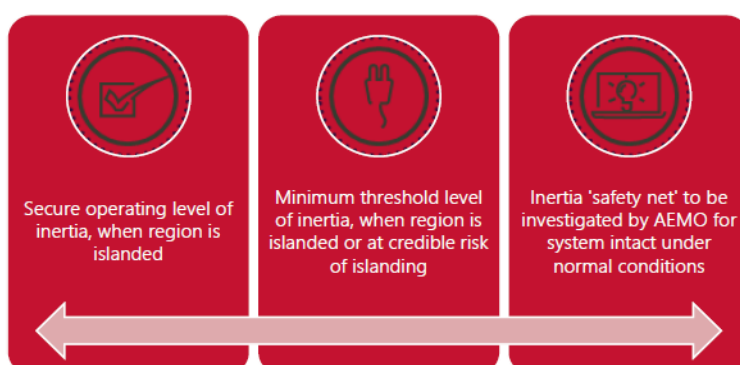 Secure operating level of
inertia, when region is
islanded
Minimum threshold level
of inertia, when region is
islanded or at credible risk
of islanding
Inertia 'safety net' to be
investigated by AEMO for
system intact under
normal conditions